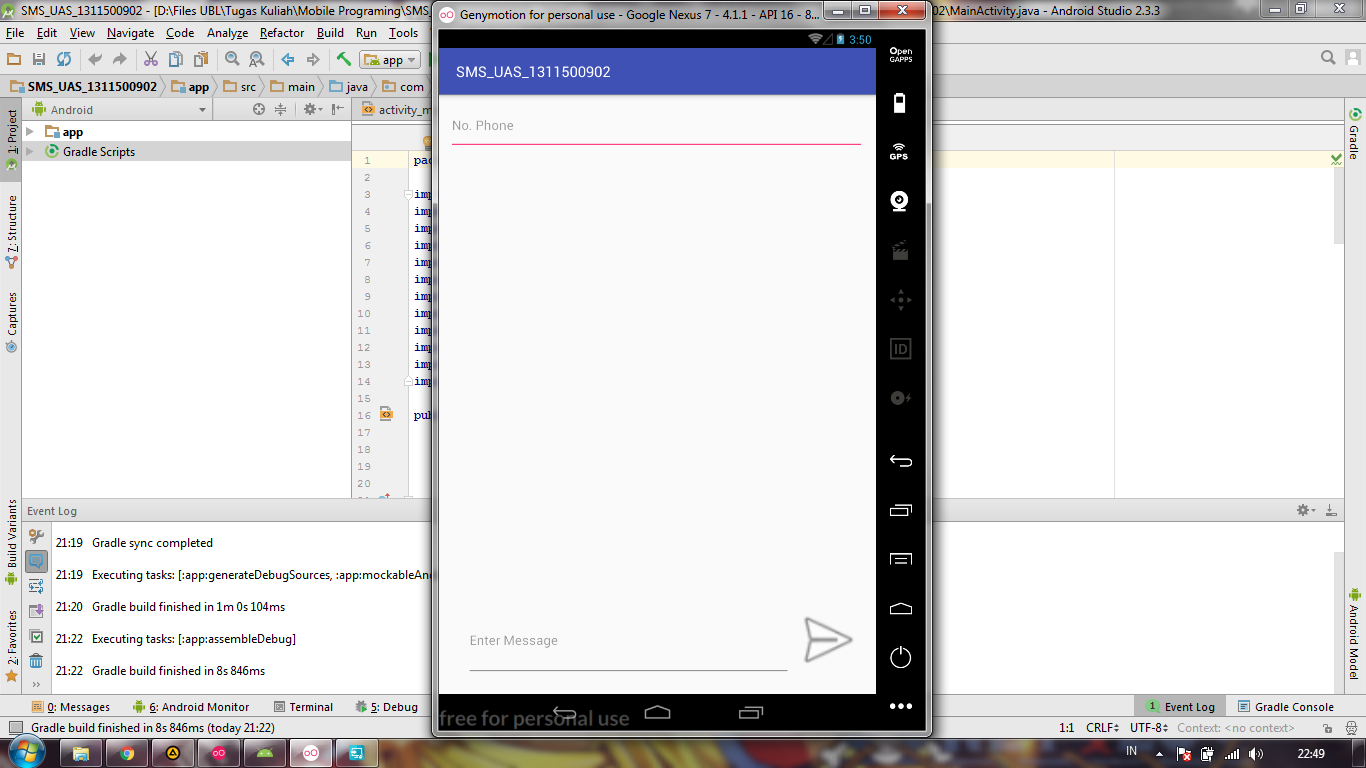 SMS_UAS_1311500902 - [D:\Files UBL\Tugas Kuliah\Mobile Programing\SMS_
02\MainActivity.java - Android Studio 2.3.3
Genymotion for personal use - Google Nexus 7 - 4.1.1 - API 16 - 8...
File Edit View Navigate Code Analyze Refactor Build Run Tools
app
SMS_UAS_1311500902 app src main java com
Android
activity_m
app
Gradle Scripts
1: Project
7: Structure
Captures
Build Variants
2: Favorites
Gradle
Android Model
1 pac
2
3 imp
4 imp
5 imp
6 imp
7 imp
8 imp
9 imp
10 imp
11 imp
12 imp
13 imp
14 imp
15
16 pub
17
18
19
20
3:50
SMS_UAS_1311500902
No. Phone
Enter Message
free for personal use
Open
GAPPS
GPS
ID
Event Log
21:19 Gradle sync completed
21:19 Executing tasks: [:app:generateDebugSources, :app:mockableAnd
21:20 Gradle build finished in 1m 0s 104ms
21:22 Executing tasks: [:app:assembleDebug]
21:22 Gradle build finished in 8s 846ms
0: Messages 6: Android Monitor Terminal 5: Debug
1 Event Log Gradle Console
Gradle build finished in 8s 846ms (today 21:22)
1:1 CRLF UTF-8 Context: <no context>
IN 22:49